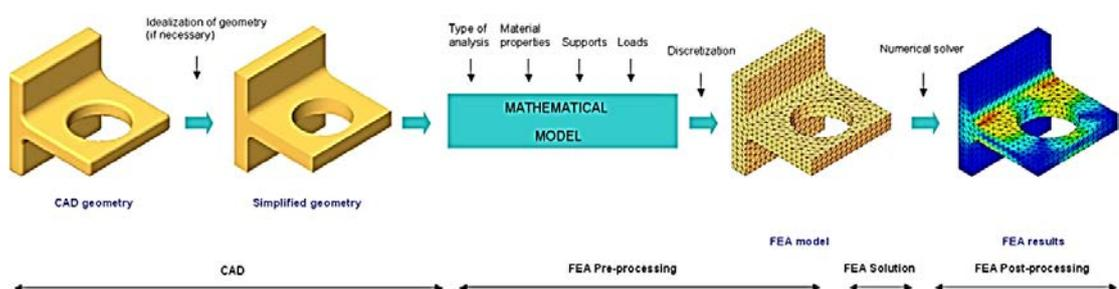 Idealization of geometry
(if necessary)
Type of
analysis
Material
properties
Supports
Loads
Discretization
Numerical solver
MATHEMATICAL
MODEL
CAD geometry
Simplified geometry
FEA model
FEA results
CAD
FEA Pre-processing
FEA Solution
FEA Post-processing